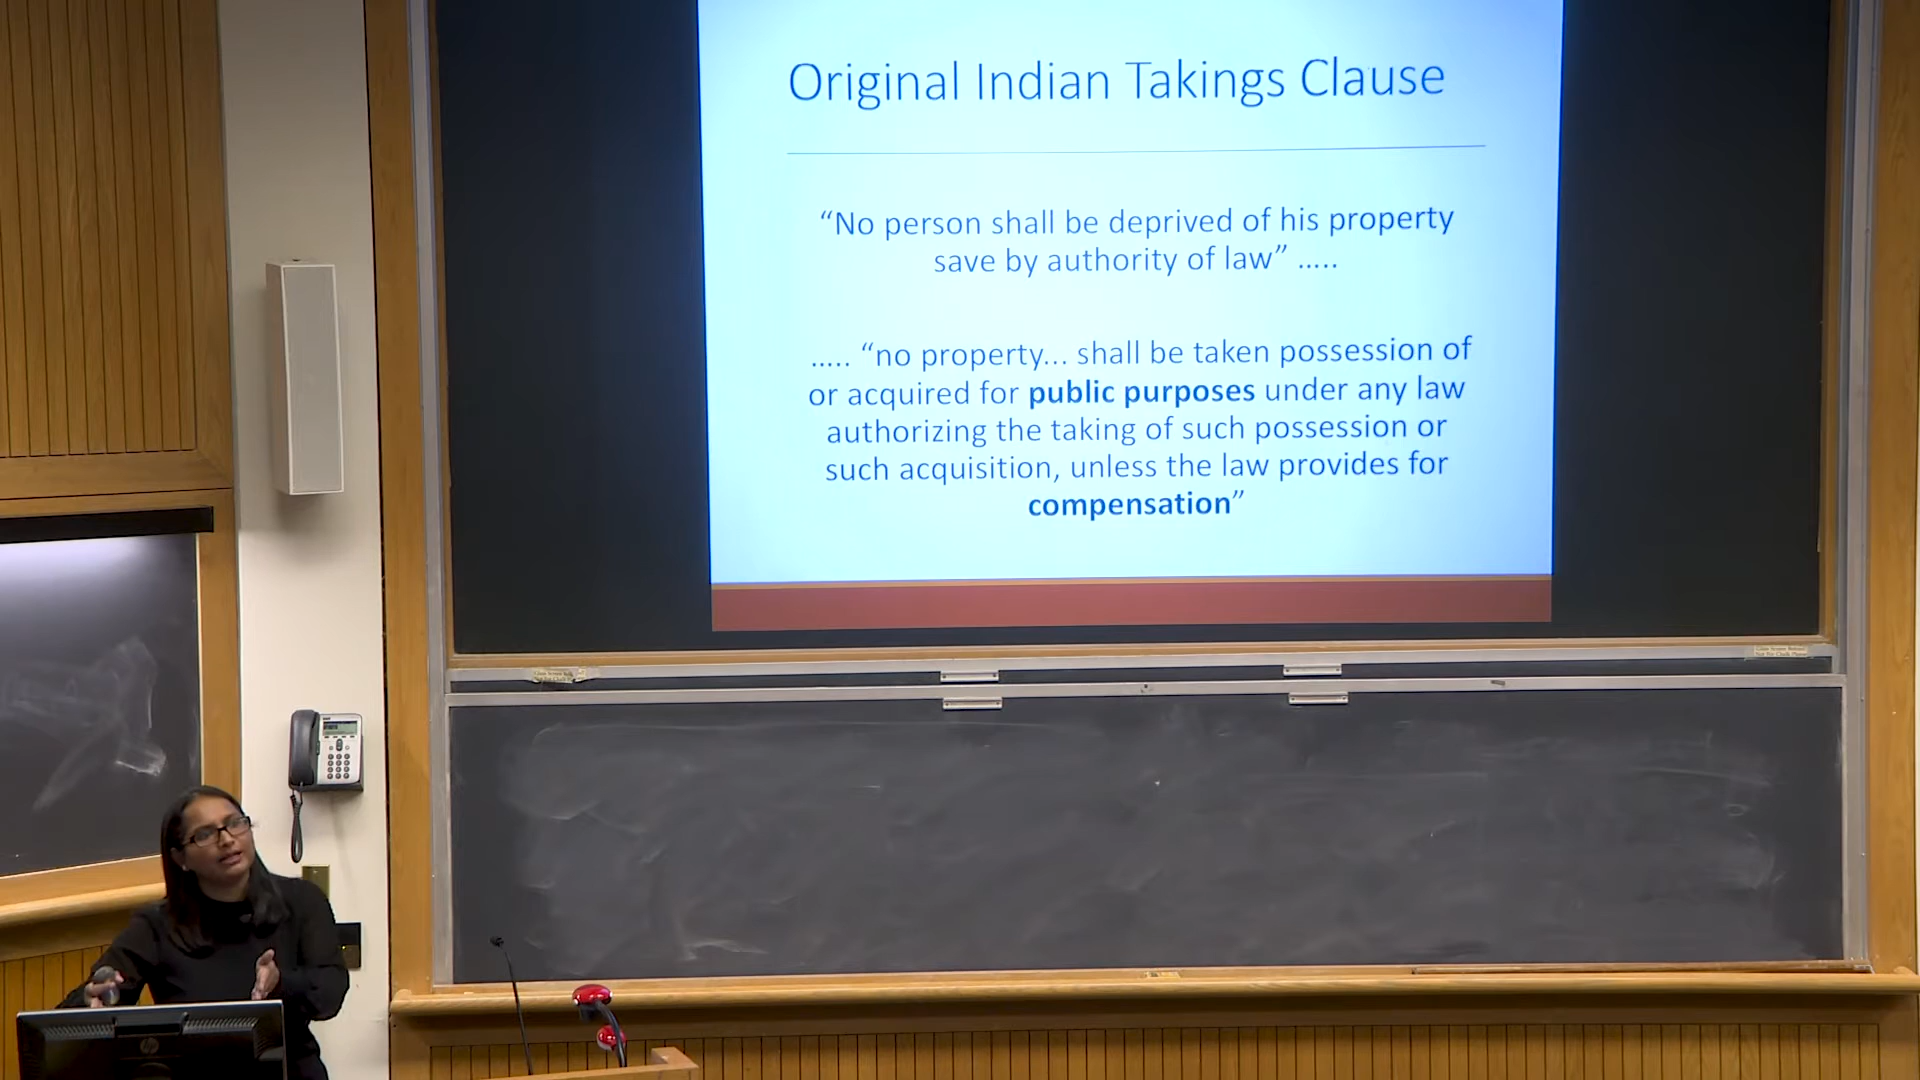 Original Indian Takings Clause
“No person shall be deprived of his property
save by authority of law” .....
..... “no property... shall be taken possession of
or acquired for public purposes under any law
authorizing the taking of such possession or
such acquisition, unless the law provides for
compensation”
hp